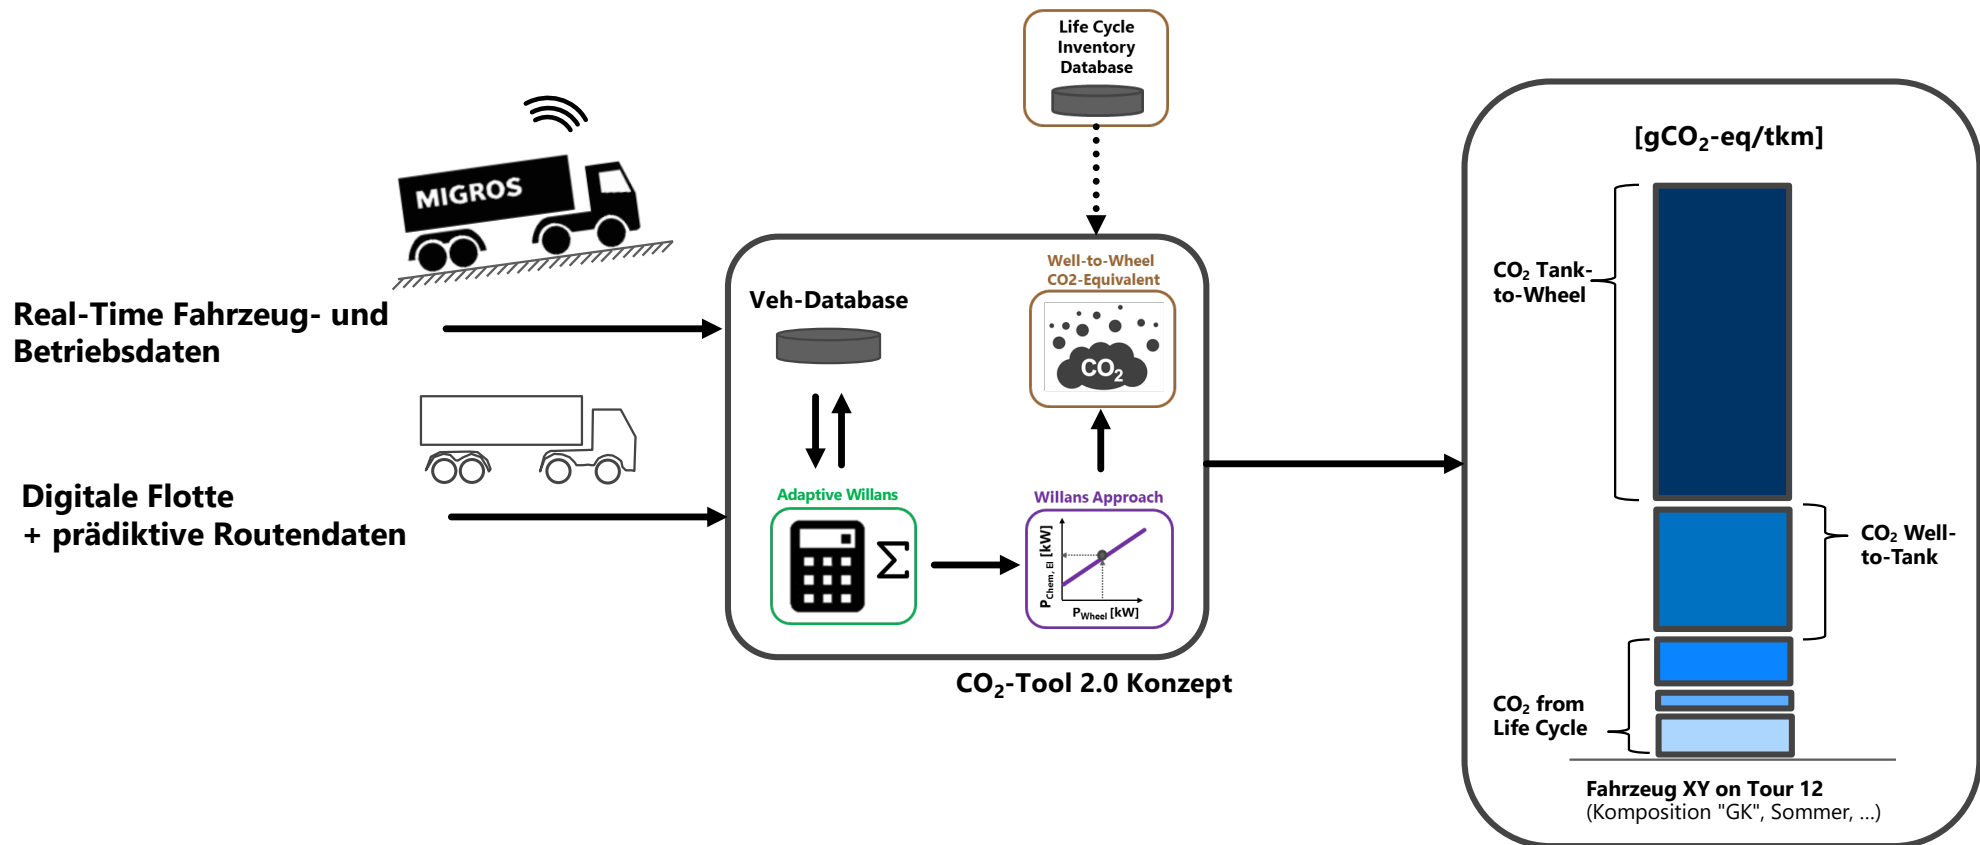 Life Cycle
Inventory
Database
MIGROS
Real-Time Fahrzeug- und
Betriebsdaten
Digitale Flotte
+ prädiktive Routendaten
Veh-Database
Well-to-Wheel
CO2-Equivalent
CO₂
Adaptive Willans
Σ
Willans Approach
P_Chem, El [kW]
P_Wheel [kW]
CO₂-Tool 2.0 Konzept
[gCO₂-eq/tkm]
CO₂ Tank-
to-Wheel
CO₂ Well-
to-Tank
CO₂ from
Life Cycle
Fahrzeug XY on Tour 12
(Komposition "GK", Sommer, ...)